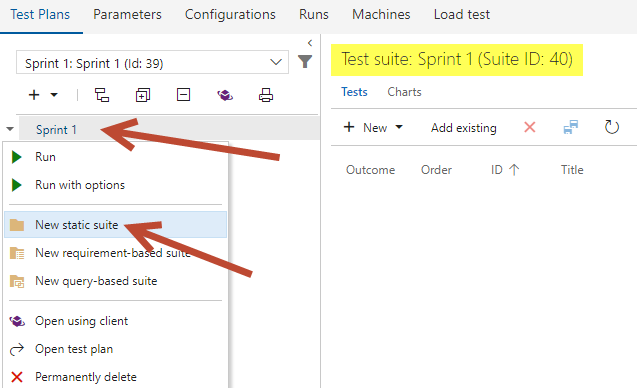 Test Plans Parameters Configurations Runs Machines Load test
Sprint 1: Sprint 1 (Id: 39)
Sprint 1
Run
Run with options
New static suite
New requirement-based suite
New query-based suite
Open using client
Open test plan
Permanently delete
Test suite: Sprint 1 (Suite ID: 40)
Tests Charts
New Add existing
Outcome Order ID Title